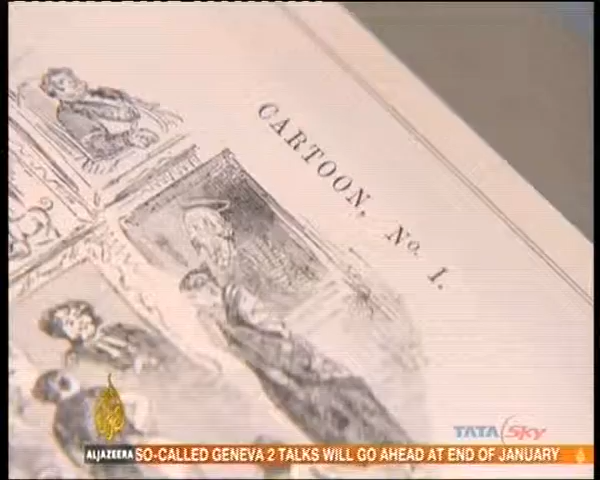 CARTOON, No. 1.
TATA Sky
ALJAZEERA SO-CALLED GENEVA 2 TALKS WILL GO AHEAD AT END OF JANUARY